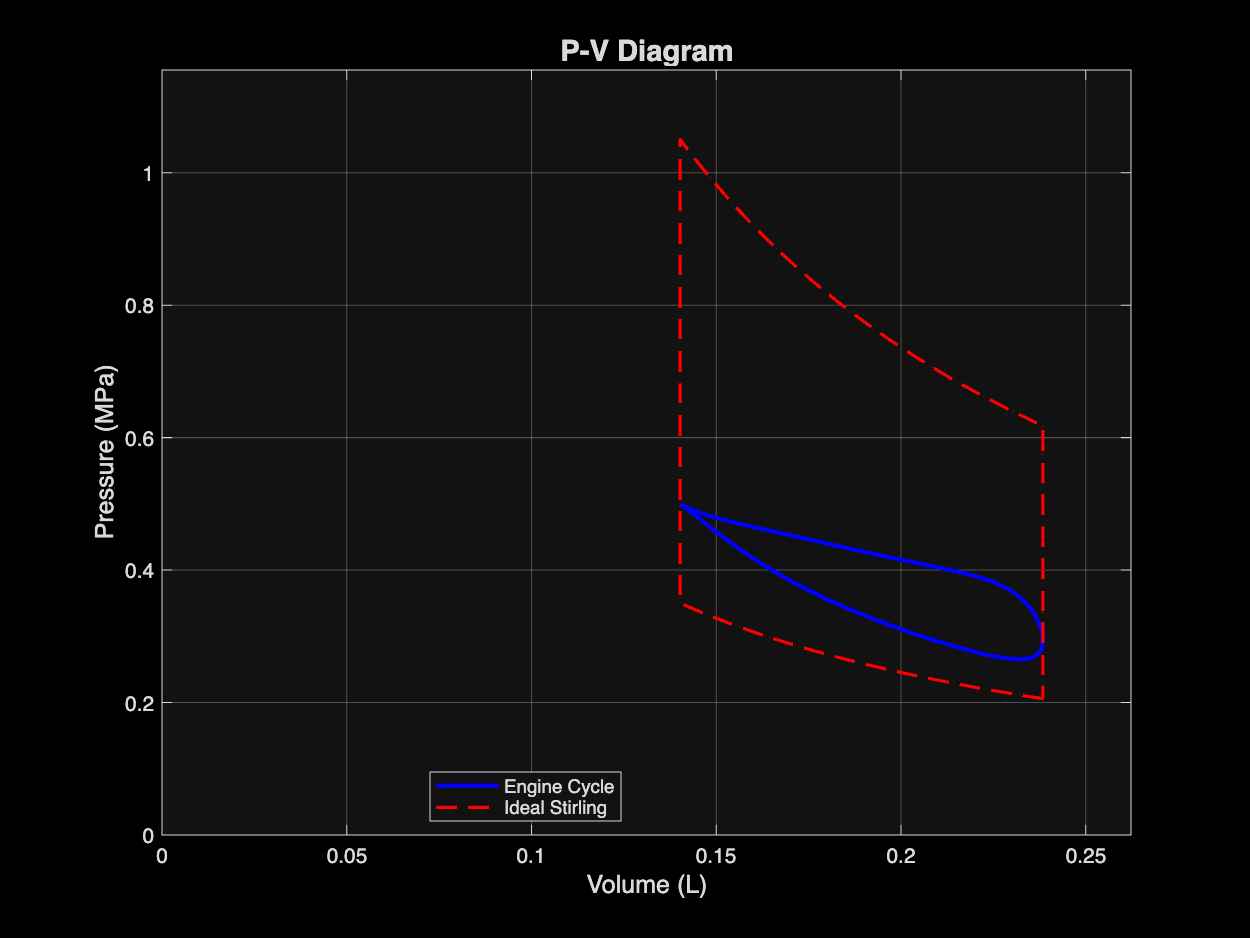 P-V Diagram
1
0.8
0.6
0.4
0.2
0
Pressure (MPa)
Engine Cycle
Ideal Stirling
0 0.05 0.1 0.15 0.2 0.25
Volume (L)